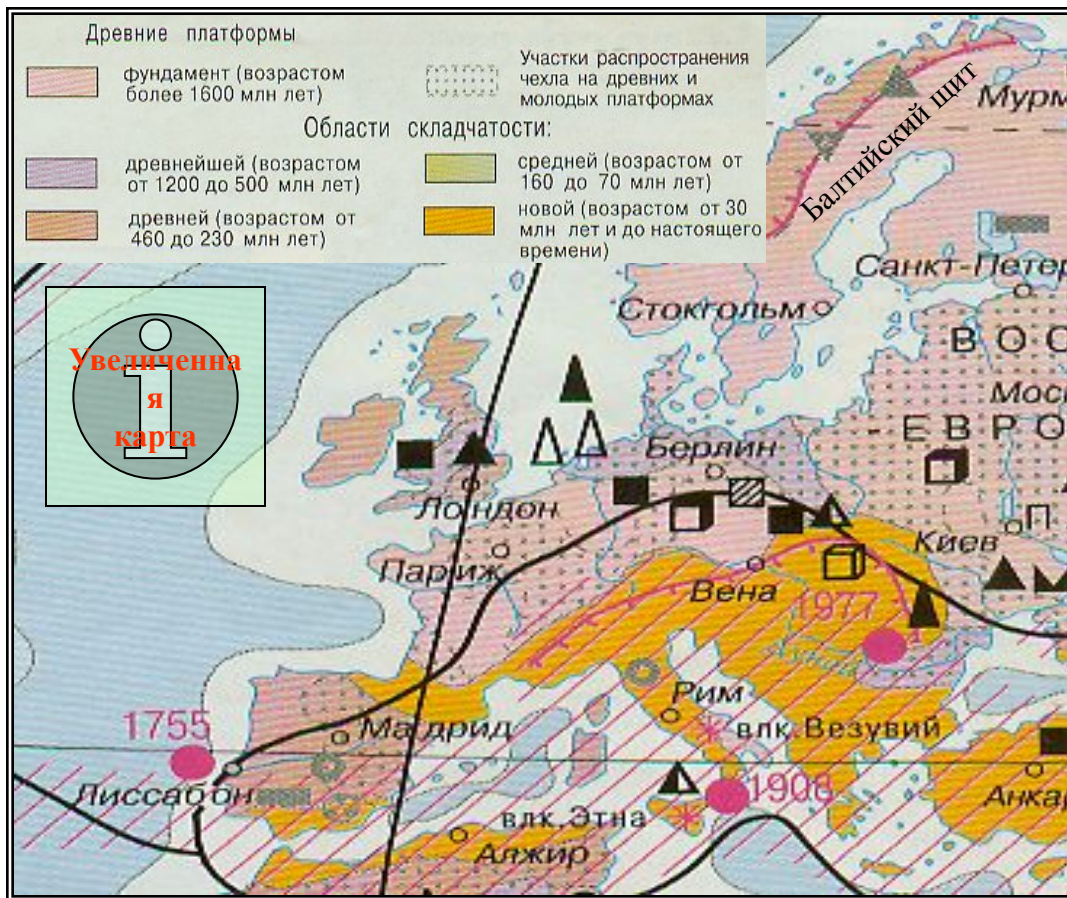 Древние платформы
фундамент (возрастом
более 1600 млн лет)
Участки распространения
чехла на древних и
молодых платформах
Области складчатости:
древнейшей (возрастом
от 1200 до 500 млн лет)
древней (возрастом от
460 до 230 млн лет)
средней (возрастом от
160 до 70 млн лет)
новой (возрастом от 30
млн лет и до настоящего
времени)
Балтийский щит
Мурм
Санкт-Петер
Стокгольм
Увеличенна
я
карта
i
ВОС
Моск
ЕВРО
Берлин
Лондон
П
Киев
Париж
Вена
1977
Дунай
Рим
1755
Мадрид
влк.Везувий
Лиссабон
1908
Анкар
влк.Этна
Алжир